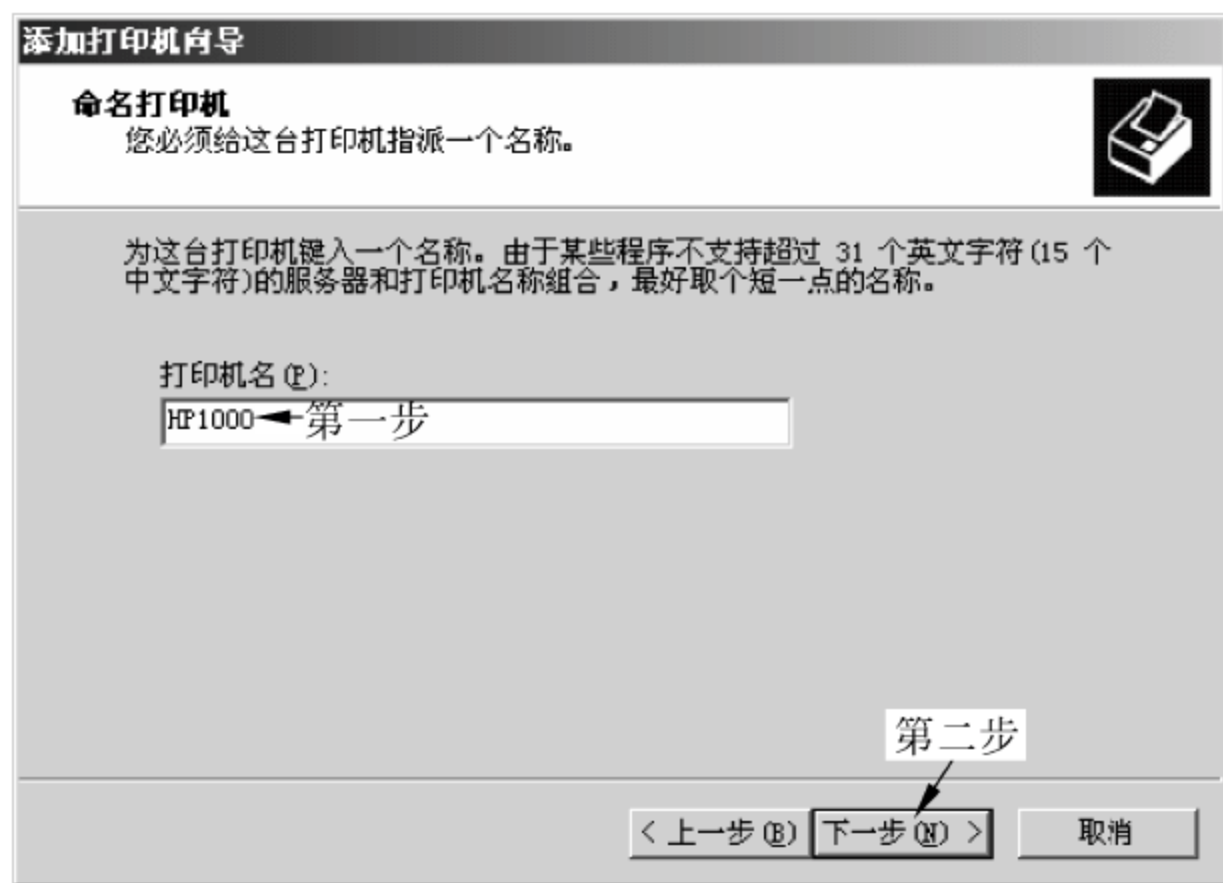 添加打印机向导
命名打印机
您必须给这台打印机指派一个名称。
为这台打印机键入一个名称。由于某些程序不支持超过 31 个英文字符(15 个
中文字符)的服务器和打印机名称组合，最好取个短一点的名称。
打印机名(P):
HP1000 第一步
第二步
< 上一步(B) 下一步(N) > 取消